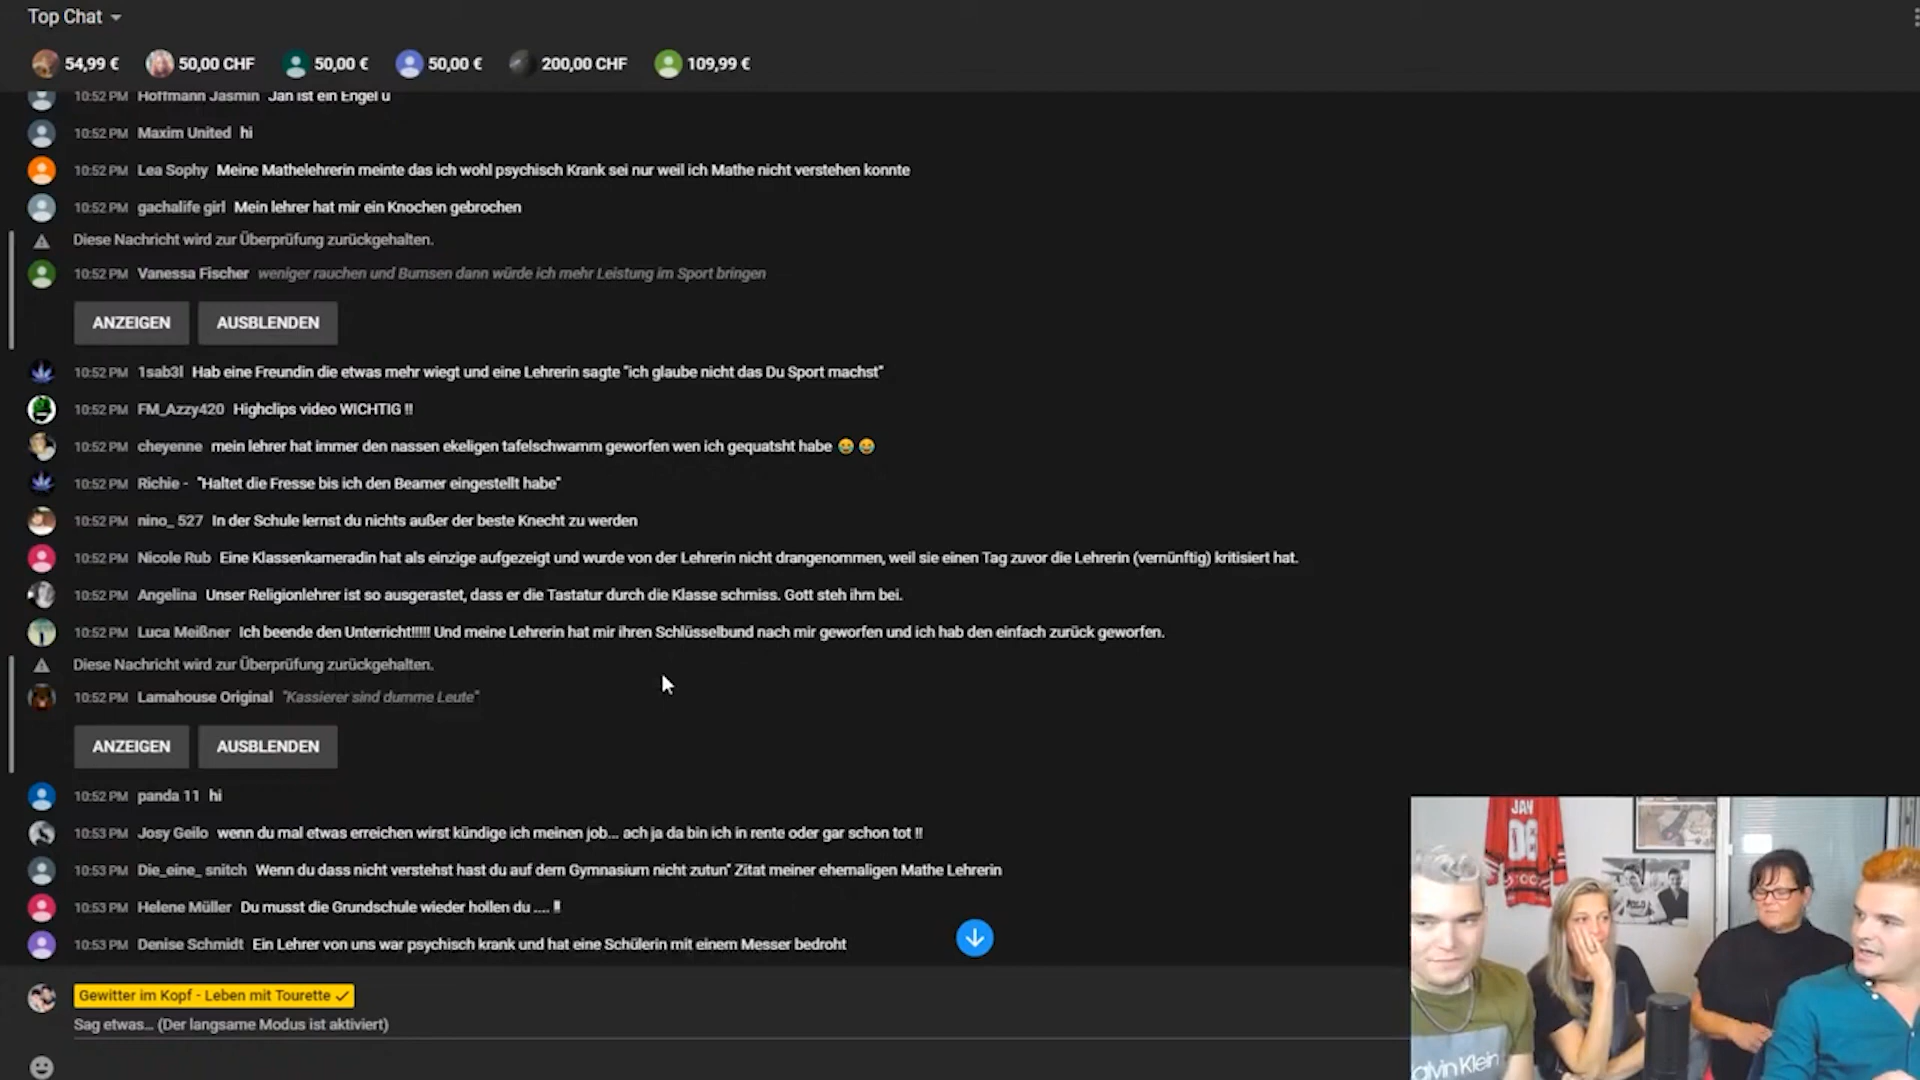 Top Chat
54,99 € 50,00 CHF 50,00 € 50,00 € 200,00 CHF 109,99 €
10:52 PM Hoffmann Jasmin Jan ist ein Engel u
10:52 PM Maxim United hi
10:52 PM Lea Sophy Meine Mathelehrerin meinte das ich wohl psychisch Krank sei nur weil ich Mathe nicht verstehen konnte
10:52 PM gachalife girl Mein lehrer hat mir ein Knochen gebrochen
Diese Nachricht wird zur Überprüfung zurückgehalten.
10:52 PM Vanessa Fischer weniger rauchen und Bumsen dann würde ich mehr Leistung im Sport bringen
ANZEIGEN AUSBLENDEN
10:52 PM 1sab3l Hab eine Freundin die etwas mehr wiegt und eine Lehrerin sagte "ich glaube nicht das Du Sport machst"
10:52 PM FM_Azzy420 Highclips video WICHTIG !!
10:52 PM cheyenne mein lehrer hat immer den nassen ekeligen tafelschwamm geworfen wen ich gequatsht habe 😂 😂
10:52 PM Richie - "Haltet die Fresse bis ich den Beamer eingestellt habe"
10:52 PM nino_ 527 In der Schule lernst du nichts außer der beste Knecht zu werden
10:52 PM Nicole Rub Eine Klassenkameradin hat als einzige aufgezeigt und wurde von der Lehrerin nicht drangenommen, weil sie einen Tag zuvor die Lehrerin (vernünftig) kritisiert hat.
10:52 PM Angelina Unser Religionlehrer ist so ausgerastet, dass er die Tastatur durch die Klasse schmiss. Gott steh ihm bei.
10:52 PM Luca Meißner Ich beende den Unterricht!!!!! Und meine Lehrerin hat mir ihren Schlüsselbund nach mir geworfen und ich hab den einfach zurück geworfen.
Diese Nachricht wird zur Überprüfung zurückgehalten.
10:52 PM Lamahouse Original "Kassierer sind dumme Leute"
ANZEIGEN AUSBLENDEN
10:52 PM panda 11 hi
10:53 PM Josy Geilo wenn du mal etwas erreichen wirst kündige ich meinen job... ach ja da bin ich in rente oder gar schon tot !!
10:53 PM Die_eine_ snitch Wenn du dass nicht verstehst hast du auf dem Gymnasium nicht zutun" Zitat meiner ehemaligen Mathe Lehrerin
10:53 PM Helene Müller Du musst die Grundschule wieder hollen du .... ‼
10:53 PM Denise Schmidt Ein Lehrer von uns war psychisch krank und hat eine Schülerin mit einem Messer bedroht
Gewitter im Kopf - Leben mit Tourette
Sag etwas... (Der langsame Modus ist aktiviert)
JAN
06
alvin Klein